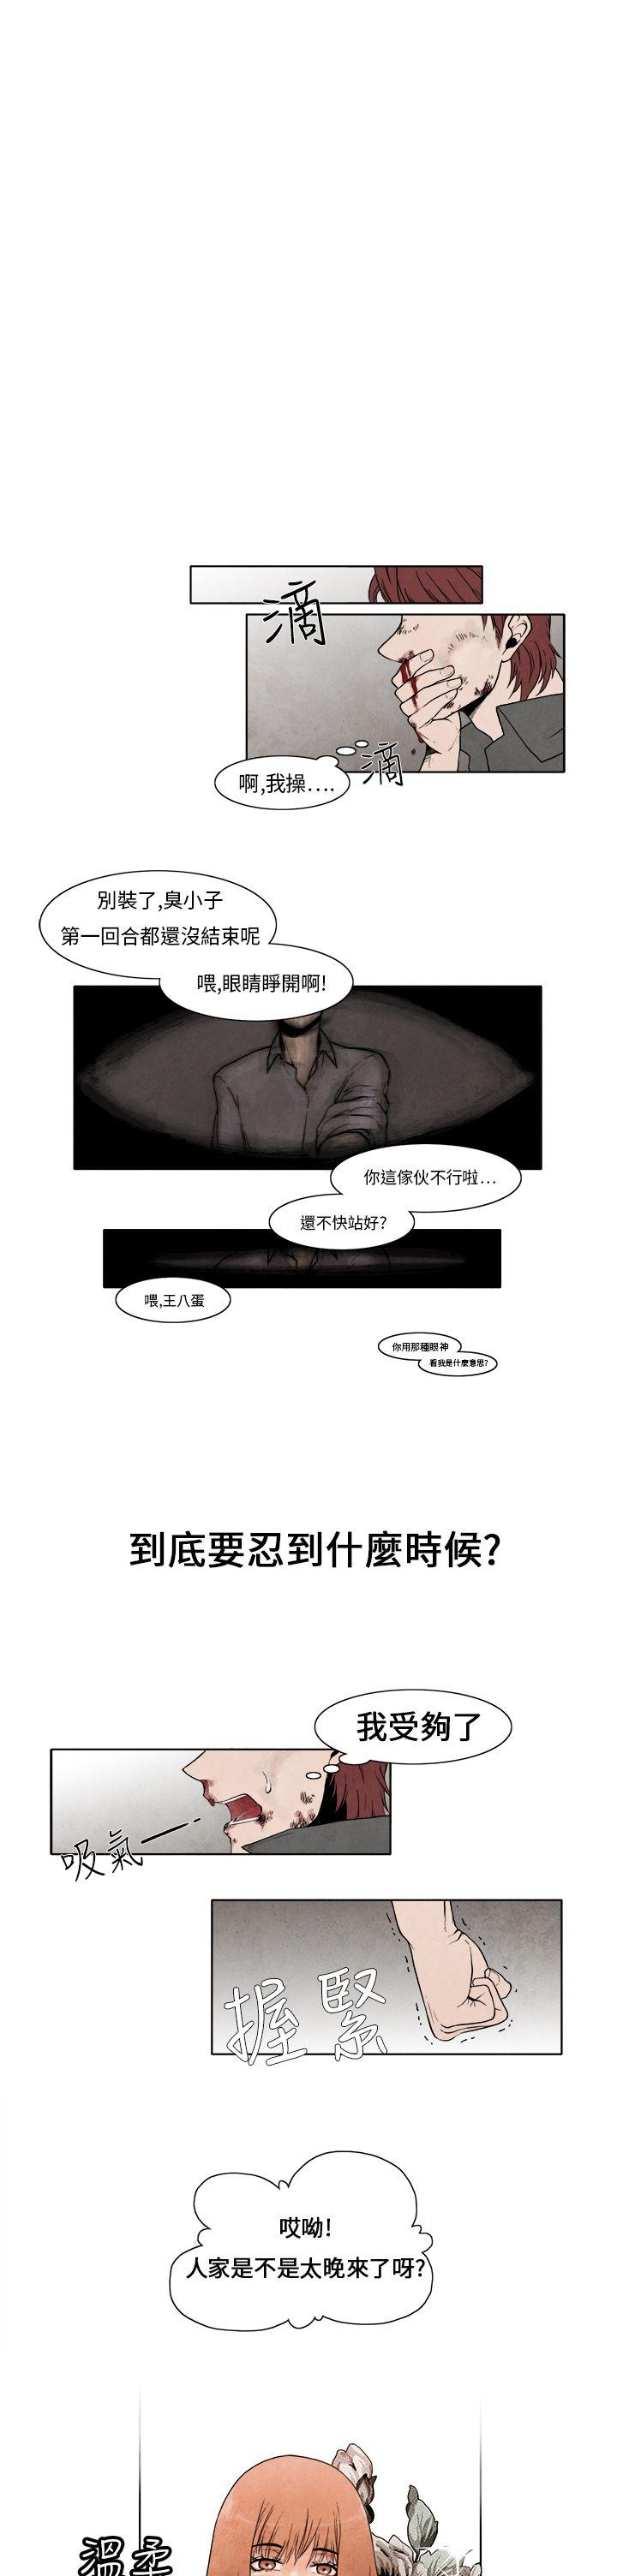 滴
滴
啊,我操....
別裝了,臭小子
第一回合都還沒結束呢
喂,眼睛睜開啊!
你這傢伙不行啦...
還不快站好?
喂,王八蛋
你用那種眼神
看我是什麼意思?
到底要忍到什麼時候?
我受夠了
吸氣
握緊
哎呦!
人家是不是太晚來了呀?
溫柔